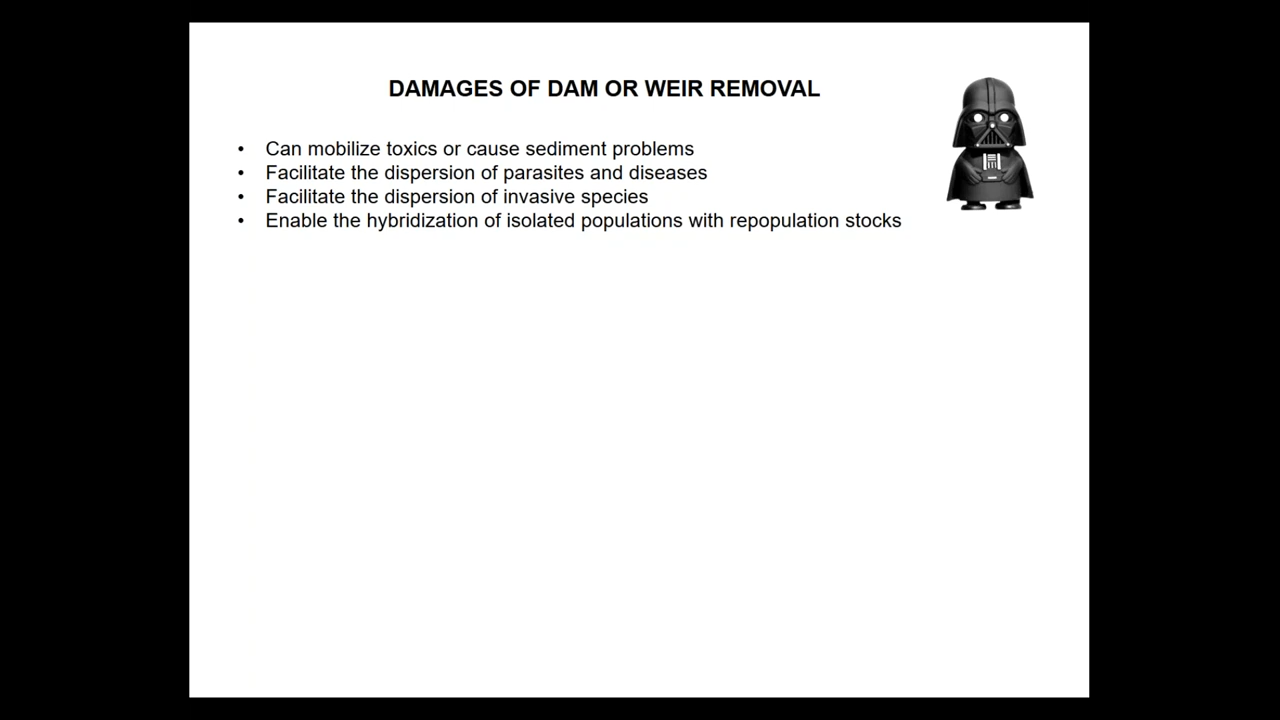 DAMAGES OF DAM OR WEIR REMOVAL
• Can mobilize toxics or cause sediment problems
• Facilitate the dispersion of parasites and diseases
• Facilitate the dispersion of invasive species
• Enable the hybridization of isolated populations with repopulation stocks